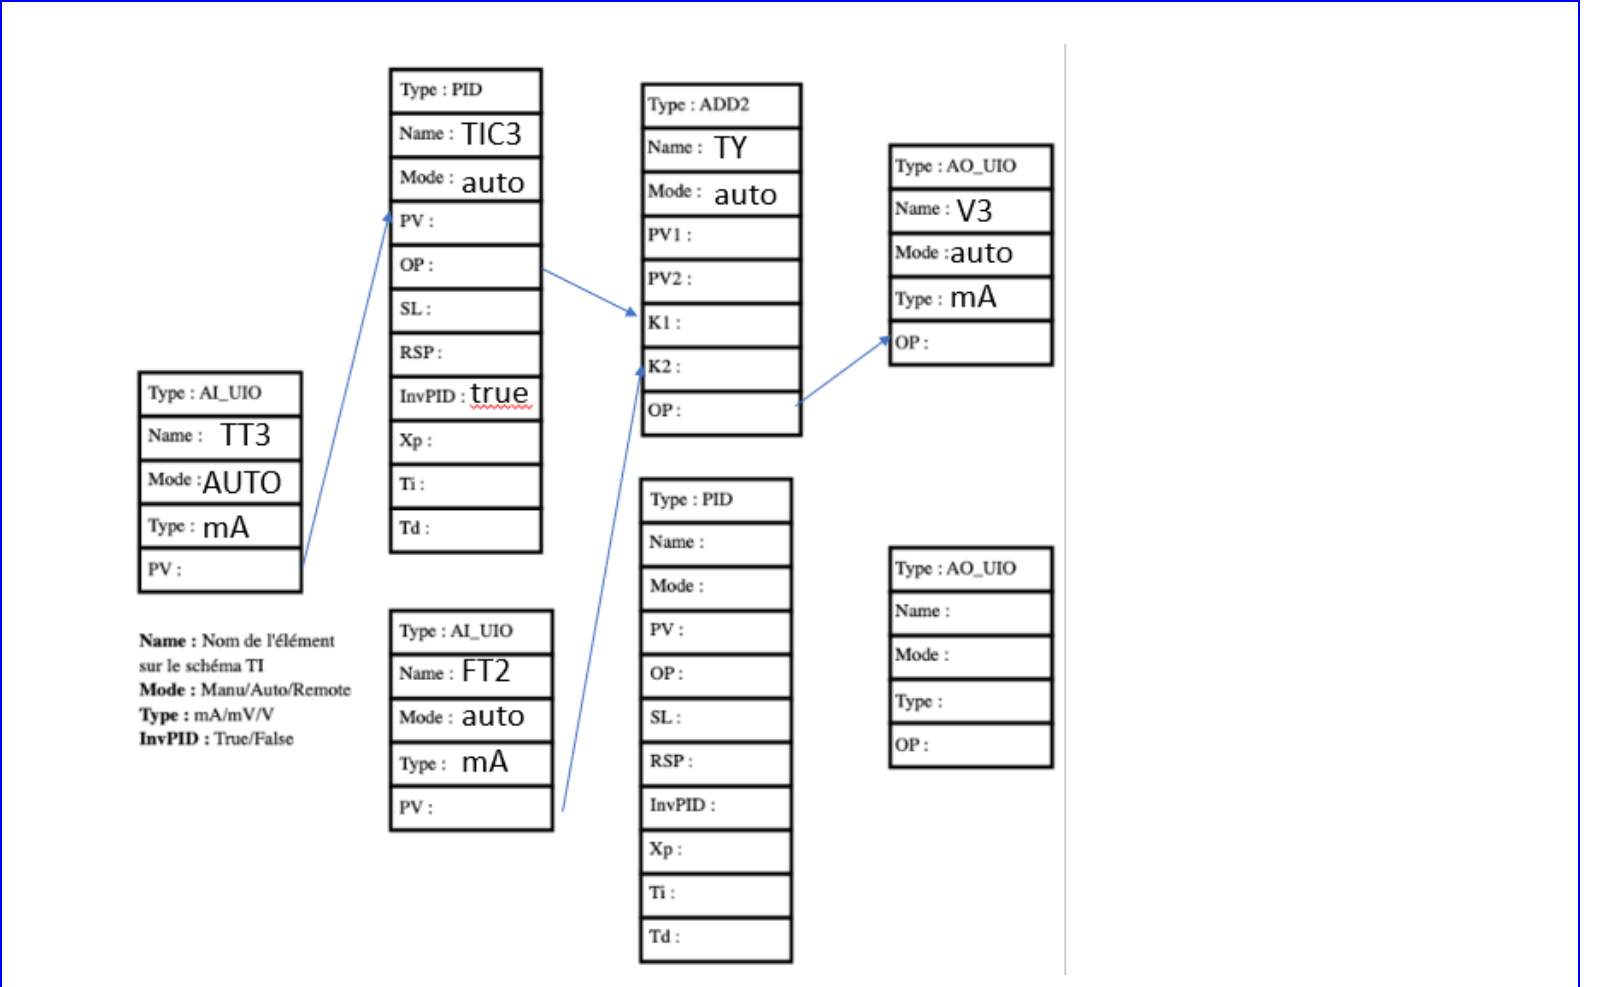 Type : AI_UIO
Name : TT3
Mode : AUTO
Type : mA
PV :
Name : Nom de l'élément
sur le schéma TI
Mode : Manu/Auto/Remote
Type : mA/mV/V
InvPID : True/False
Type : PID
Name : TIC3
Mode : auto
PV :
OP :
SL :
RSP :
InvPID : true
Xp :
Ti :
Td :
Type : AI_UIO
Name : FT2
Mode : auto
Type : mA
PV :
Type : ADD2
Name : TY
Mode : auto
PV1 :
PV2 :
K1 :
K2 :
OP :
Type : PID
Name :
Mode :
PV :
OP :
SL :
RSP :
InvPID :
Xp :
Ti :
Td :
Type : AO_UIO
Name : V3
Mode : auto
Type : mA
OP :
Type : AO_UIO
Name :
Mode :
Type :
OP :